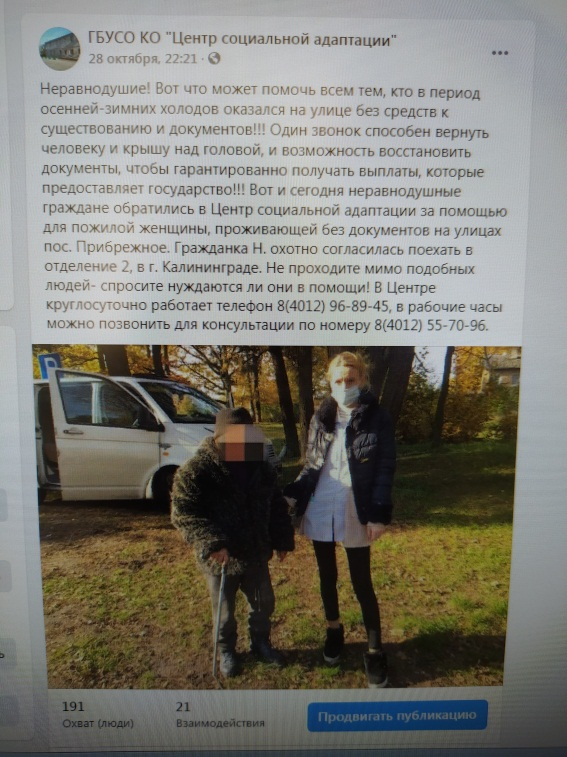 ГБУСО КО "Центр социальной адаптации"
28 октября, 22:21 ·
Неравнодушие! Вот что может помочь всем тем, кто в период
осенней-зимних холодов оказался на улице без средств к
существованию и документов!!! Один звонок способен вернуть
человеку и крышу над головой, и возможность восстановить
документы, чтобы гарантированно получать выплаты, которые
предоставляет государство!!! Вот и сегодня неравнодушные
граждане обратились в Центр социальной адаптации за помощью
для пожилой женщины, проживающей без документов на улицах
пос. Прибрежное. Гражданка Н. охотно согласилась поехать в
отделение 2, в г. Калининграде. Не проходите мимо подобных
людей- спросите нуждаются ли они в помощи! В Центре
круглосуточно работает телефон 8(4012) 96-89-45, в рабочие часы
можно позвонить для консультации по номеру 8(4012) 55-70-96.
P
191
Охват (люди)
21
Взаимодействия
Продвигать публикацию